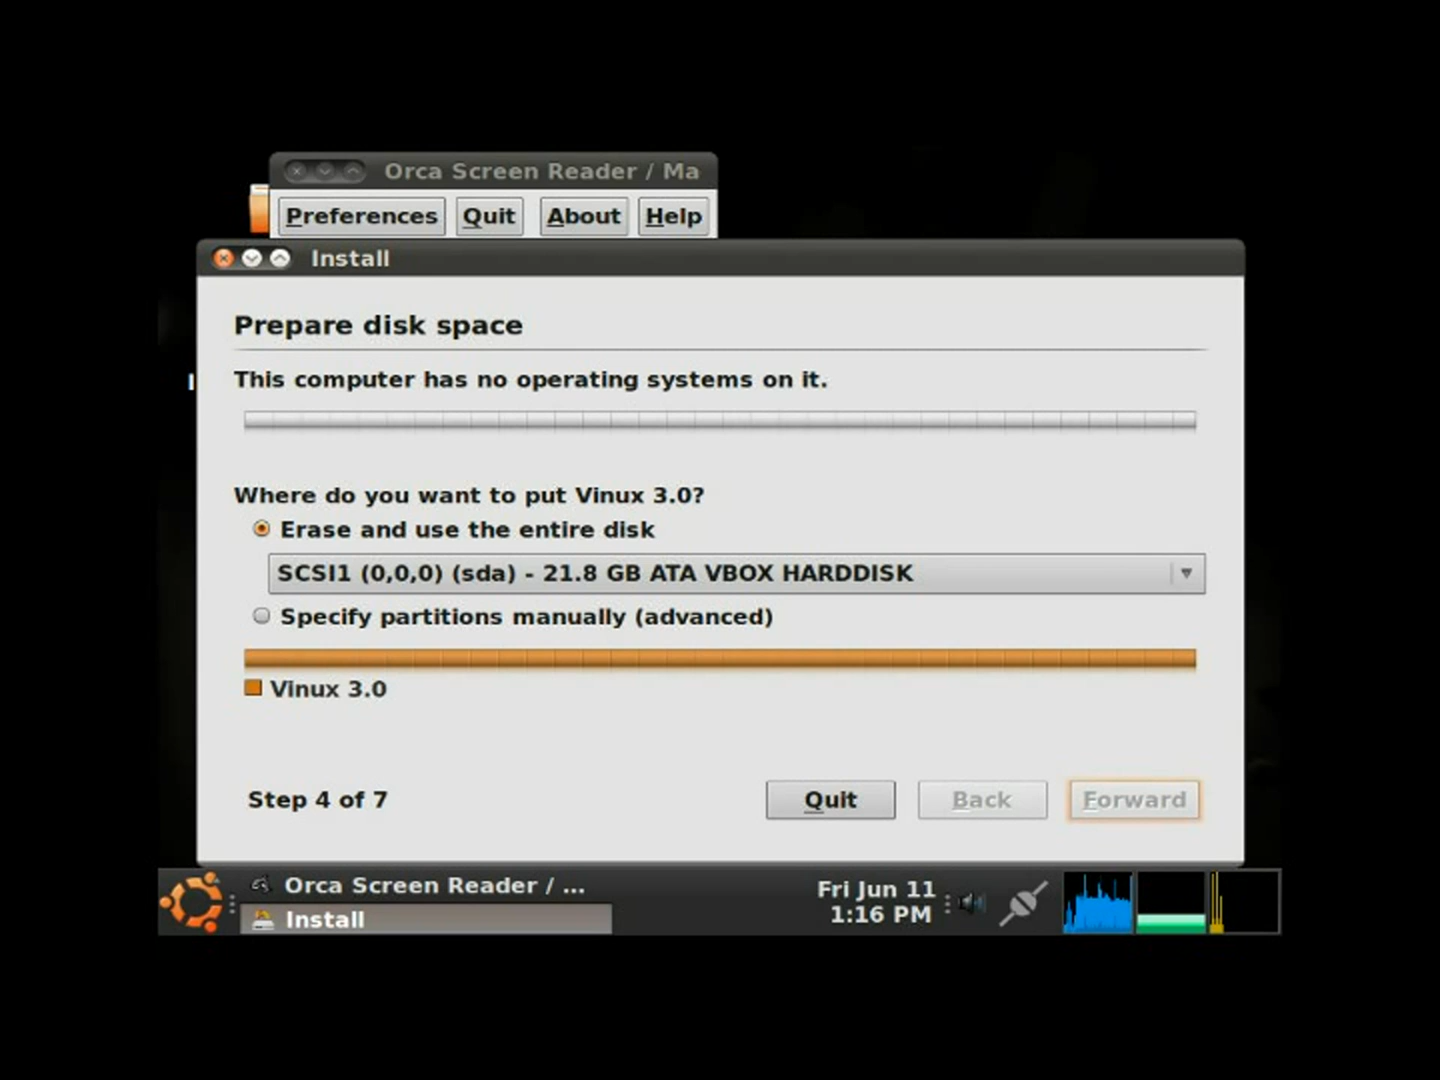 Orca Screen Reader / Ma
Preferences Quit About Help
Install
Prepare disk space
This computer has no operating systems on it.
Where do you want to put Vinux 3.0?
Erase and use the entire disk
SCSI1 (0,0,0) (sda) - 21.8 GB ATA VBOX HARDDISK
Specify partitions manually (advanced)
Vinux 3.0
Step 4 of 7
Quit Back Forward
Orca Screen Reader / ...
Install
Fri Jun 11
1:16 PM